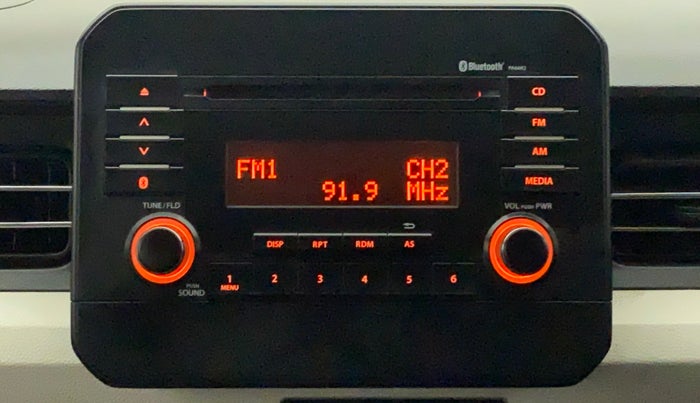 Bluetooth
CD
FM
AM
MEDIA
FM1 CH2
91.9 MHz
TUNE/FLD
VOL PUSH PWR
DISP RPT RDM AS
PUSH
SOUND
1 2 3 4 5 6
MENU